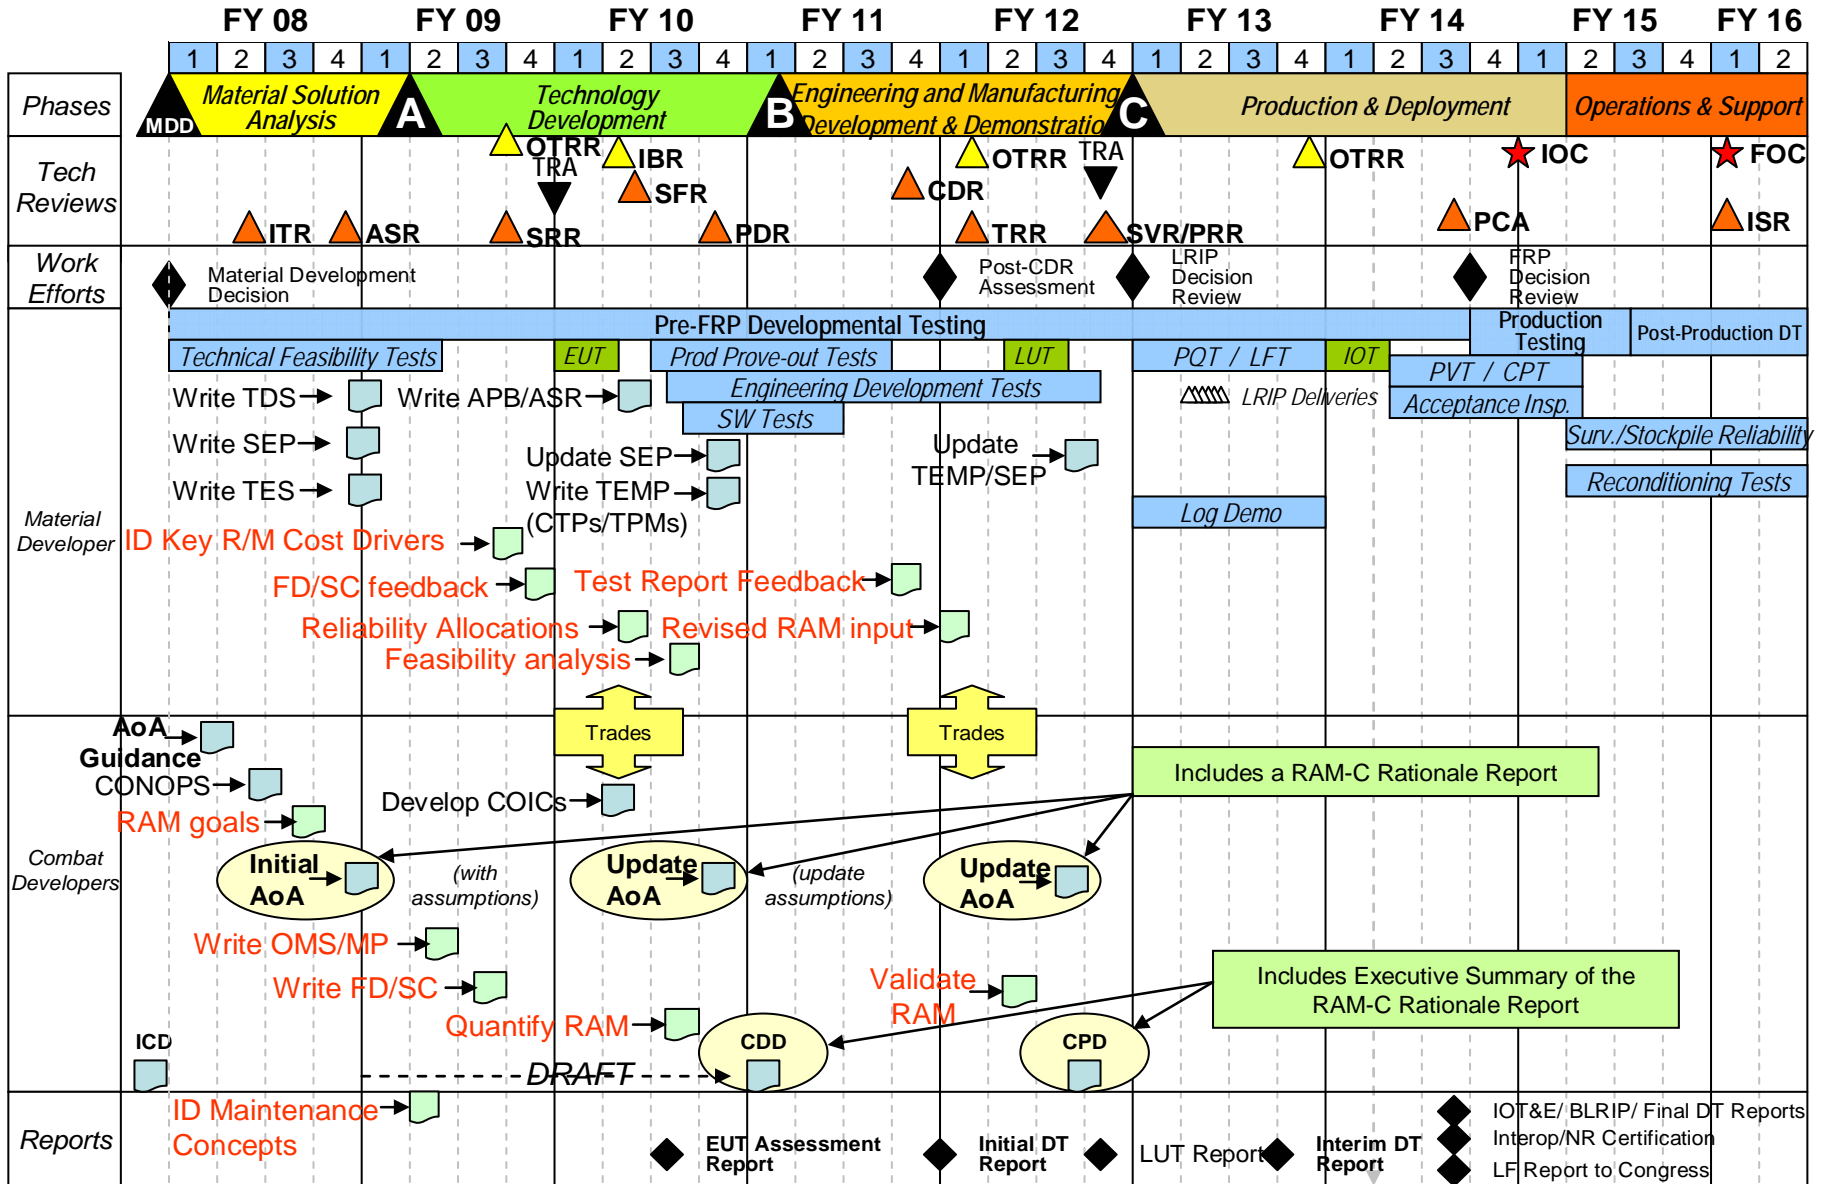 FY 08 FY 09 FY 10 FY 11 FY 12 FY 13 FY 14 FY 15 FY 16
1 2 3 4 1 2 3 4 1 2 3 4 1 2 3 4 1 2 3 4 1 2 3 4 1 2 3 4 1 2 3 4 1 2
Phases
MDD
Material Solution
Analysis
A
Technology
Development
B
Engineering and Manufacturing
Development & Demonstratio
C
Production & Deployment
Operations & Support
Tech
Reviews
OTRR
TRA
IBR
SFR
CDR
OTRR
TRA
OTRR
IOC
FOC
ITR
ASR
SRR
PDR
TRR
SVR/PRR
PCA
ISR
Work
Efforts
Material Development
Decision
Post-CDR
Assessment
LRIP
Decision
Review
FRP
Decision
Review
Material
Developer
Pre-FRP Developmental Testing
Production
Testing
Post-Production DT
Technical Feasibility Tests
EUT
Prod Prove-out Tests
LUT
PQT / LFT
IOT
PVT / CPT
Engineering Development Tests
Write TDS
Write APB/ASR
LRIP Deliveries
Acceptance Insp.
SW Tests
Write SEP
Update SEP
Update
TEMP/SEP
Surv./Stockpile Reliability
Write TES
Write TEMP
(CTPs/TPMs)
Reconditioning Tests
Log Demo
ID Key R/M Cost Drivers
FD/SC feedback
Test Report Feedback
Reliability Allocations
Revised RAM input
Feasibility analysis
Trades
Trades
Combat
Developers
AoA
Guidance
CONOPS
Develop COICs
RAM goals
Includes a RAM-C Rationale Report
Initial
AoA
(with
assumptions)
Update
AoA
(update
assumptions)
Update
AoA
Write OMS/MP
Write FD/SC
Validate
RAM
Includes Executive Summary of the
RAM-C Rationale Report
Quantify RAM
ICD
CDD
CPD
DRAFT
Reports
ID Maintenance
Concepts
EUT Assessment
Report
Initial DT
Report
LUT Report
Interim DT
Report
IOT&E/ BLRIP/ Final DT Reports
Interop/NR Certification
LF Report to Congress